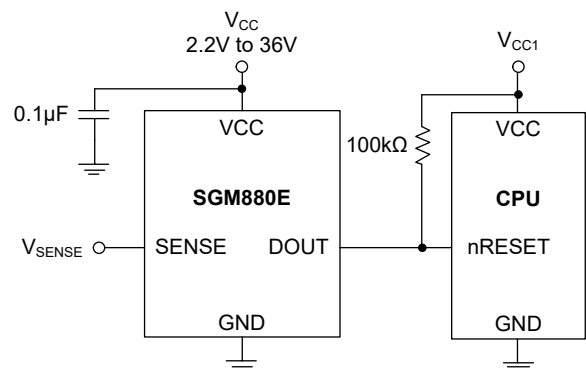 VCC
2.2V to 36V
VCC1
0.1µF
VCC
100kΩ
VCC
SGM880E
CPU
VSENSE
SENSE
DOUT
nRESET
GND
GND